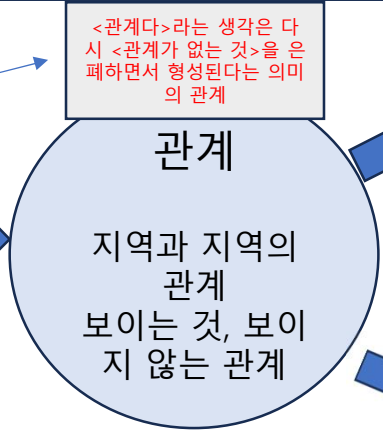 <관계다>라는 생각은 다
시 <관계가 없는 것>을 은
폐하면서 형성된다는 의미
의 관계
관계
지역과 지역의
관계
보이는 것, 보이
지 않는 관계